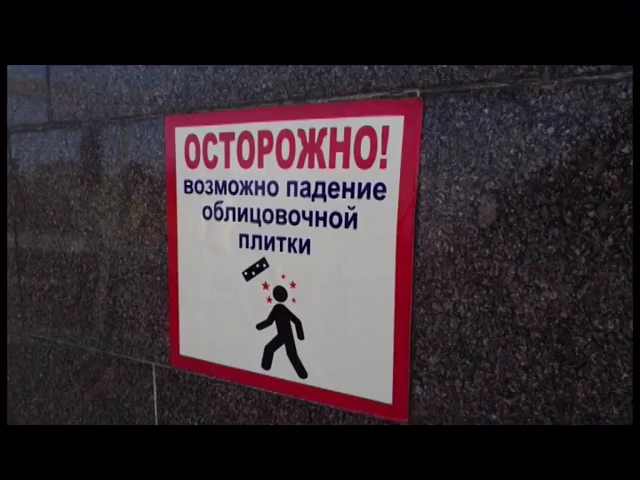 ОСТОРОЖНО!
возможно падение
облицовочной
плитки